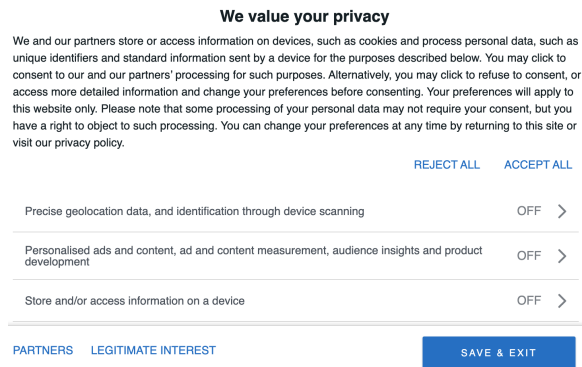 We value your privacy
We and our partners store or access information on devices, such as cookies and process personal data, such as
unique identifiers and standard information sent by a device for the purposes described below. You may click to
consent to our and our partners' processing for such purposes. Alternatively, you may click to refuse to consent, or
access more detailed information and change your preferences before consenting. Your preferences will apply to
this website only. Please note that some processing of your personal data may not require your consent, but you
have a right to object to such processing. You can change your preferences at any time by returning to this site or
visit our privacy policy.
REJECT ALL ACCEPT ALL
Precise geolocation data, and identification through device scanning OFF
Personalised ads and content, ad and content measurement, audience insights and product
development OFF
Store and/or access information on a device OFF
PARTNERS LEGITIMATE INTEREST SAVE & EXIT